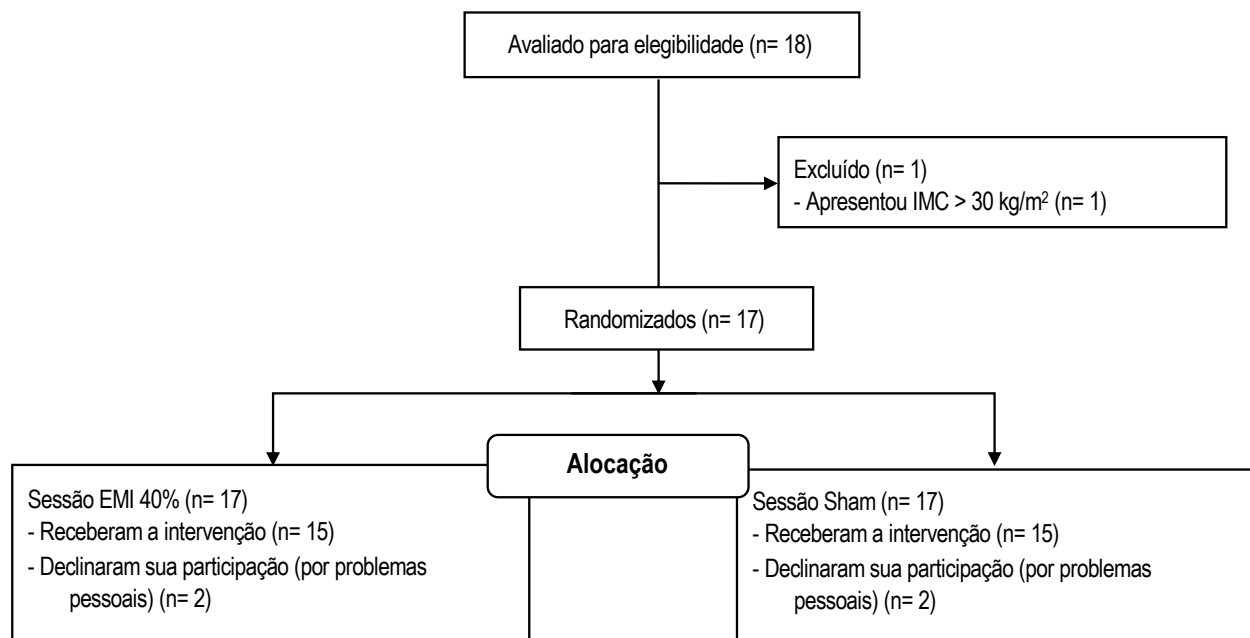 Avaliado para elegibilidade (n= 18)
Excluído (n= 1)
- Apresentou IMC > 30 kg/m² (n= 1)
Randomizados (n= 17)
Alocação
Sessão EMI 40% (n= 17)
- Receberam a intervenção (n= 15)
- Declinaram sua participação (por problemas
pessoais) (n= 2)
Sessão Sham (n= 17)
- Receberam a intervenção (n= 15)
- Declinaram sua participação (por problemas
pessoais) (n= 2)